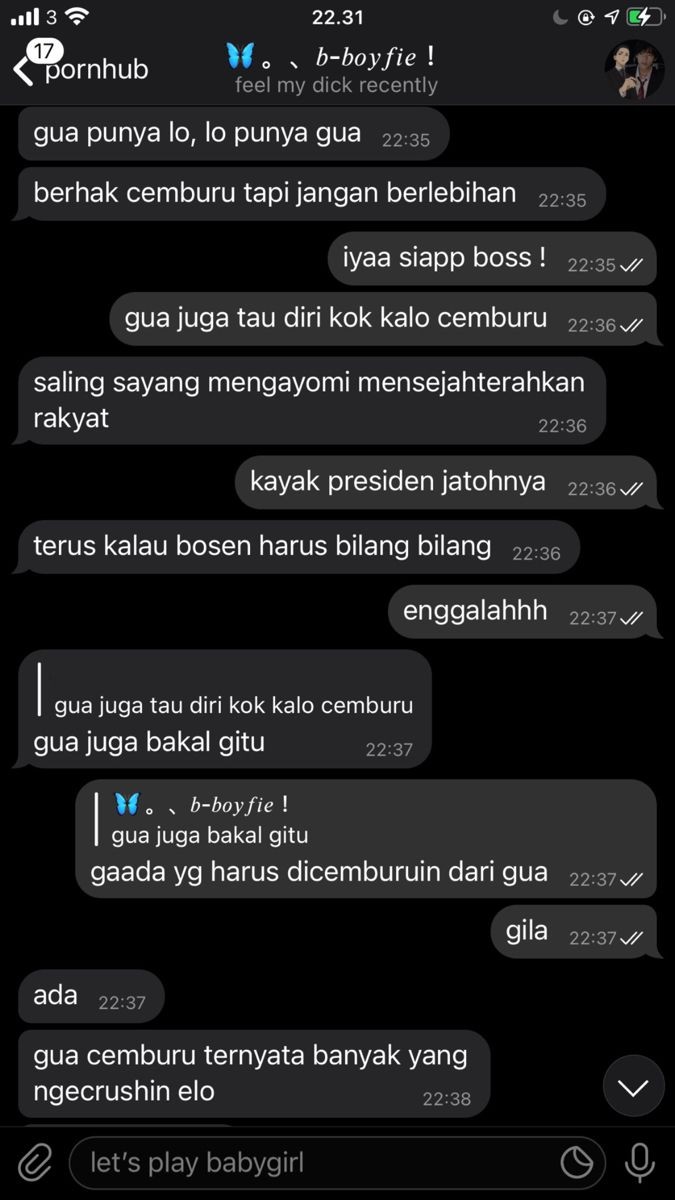 3 22.31
17
pornhub
🦋 。、 b-boyfie !
feel my dick recently
gua punya lo, lo punya gua 22:35
berhak cemburu tapi jangan berlebihan 22:35
iyaa siapp boss ! 22:35
gua juga tau diri kok kalo cemburu 22:36
saling sayang mengayomi mensejahterahkan
rakyat 22:36
kayak presiden jatohnya 22:36
terus kalau bosen harus bilang bilang 22:36
enggalahhh 22:37
gua juga tau diri kok kalo cemburu
gua juga bakal gitu 22:37
🦋 。、 b-boyfie !
gua juga bakal gitu
gaada yg harus dicemburuin dari gua 22:37
gila 22:37
ada 22:37
gua cemburu ternyata banyak yang
ngecrushin elo 22:38
let's play babygirl